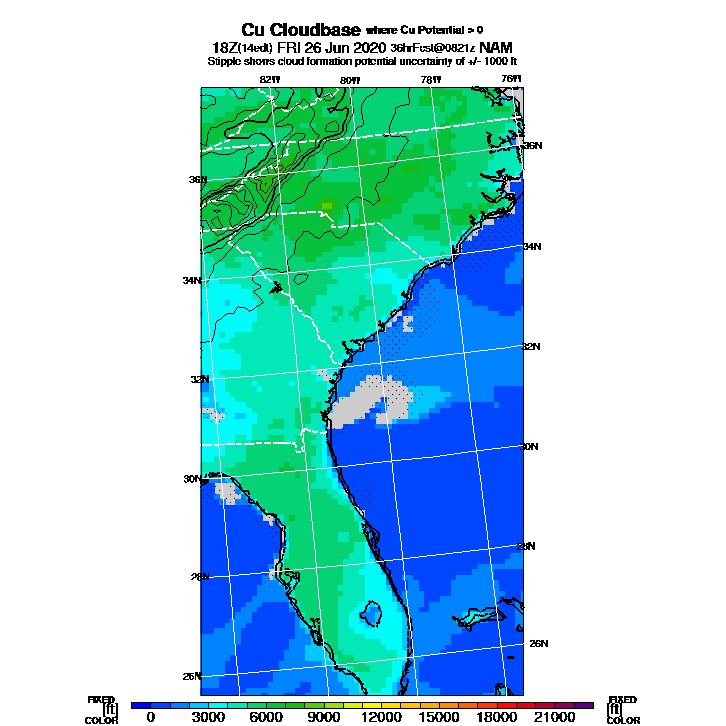 Cu Cloudbase where Cu Potential > 0
18Z(14edt) FRI 26 Jun 2020 36hrFcst@0821z NAM
Stipple shows cloud formation potential uncertainty of +/- 1000 ft
82W 80W 78W 76W
36N
36N
34N
34N
32N
32N
30N
30N
28N
28N
26N
26N
FIXED FIXED
[ft] 0 3000 6000 9000 12000 15000 18000 21000 [ft]
COLOR COLOR